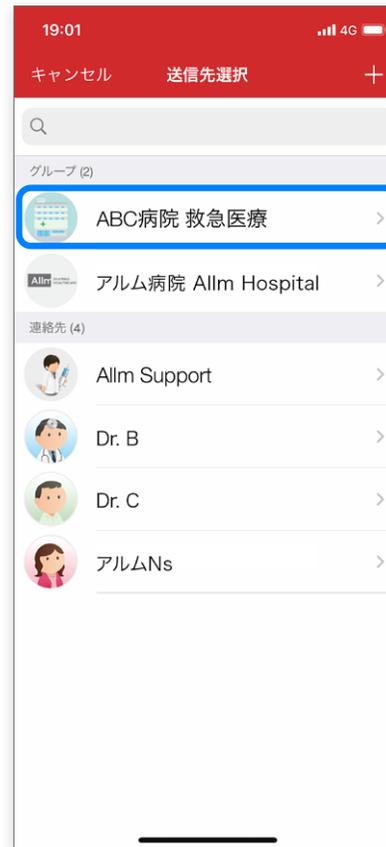 19:01
4G
キャンセル
送信先選択
グループ (2)
ABC病院 救急医療
Allm
アルム病院 Allm Hospital
連絡先 (4)
Allm Support
Dr. B
Dr. C
アルムNs